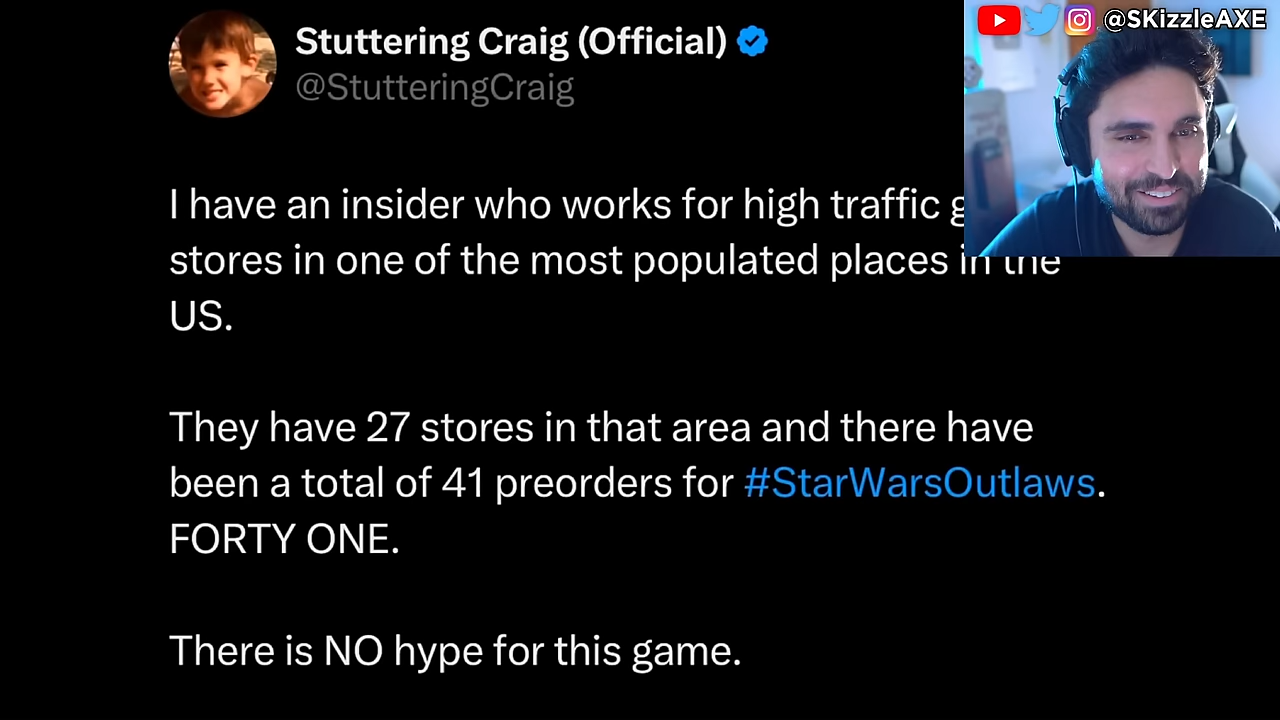 Stuttering Craig (Official)
@StutteringCraig
@SKizzleAXE
I have an insider who works for high traffic
stores in one of the most populated places in the
US.
They have 27 stores in that area and there have
been a total of 41 preorders for #StarWarsOutlaws.
FORTY ONE.
There is NO hype for this game.